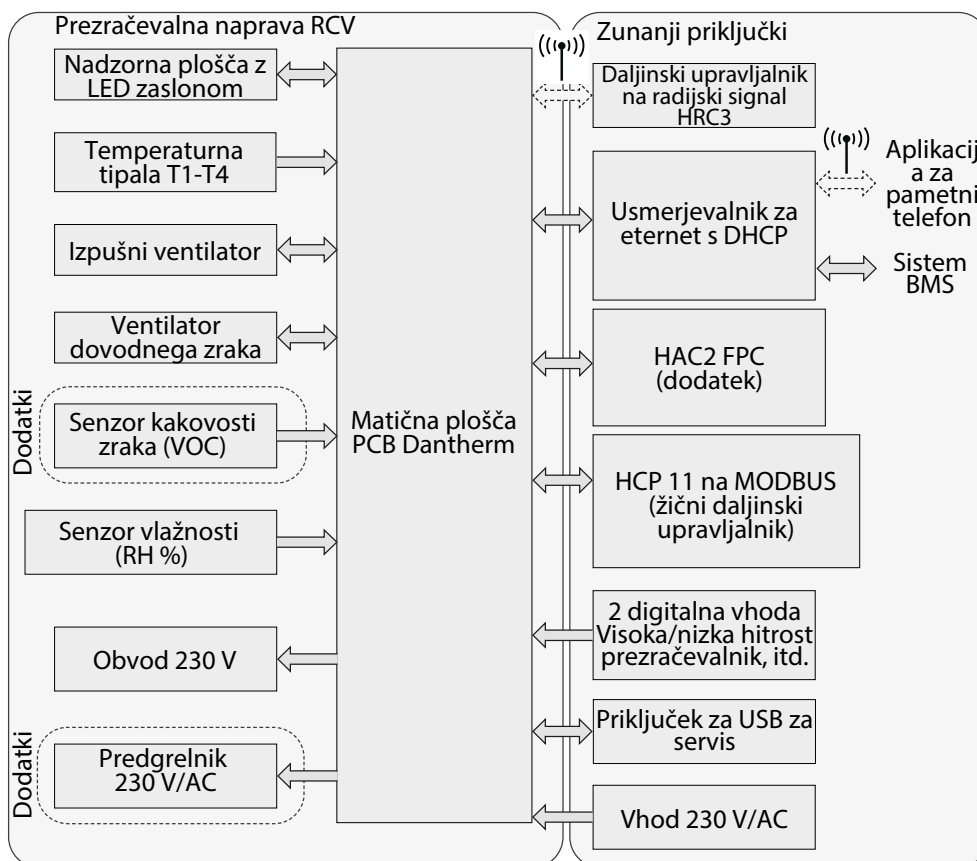 Prezračevalna naprava RCV
Nadzorna plošča z
LED zaslonom
Temperaturna
tipala T1-T4
Izpušni ventilator
Ventilator
dovodnega zraka
Dodatki
Senzor kakovosti
zraka (VOC)
Senzor vlažnosti
(RH %)
Obvod 230 V
Dodatki
Predgrelnik
230 V/AC
Matična plošča
PCB Dantherm
Zunanji priključki
Daljinski upravljalnik
na radijski signal
HRC3
Usmerjevalnik za
eternet s DHCP
Aplikacij
a za
pametni
telefon
Sistem
BMS
HAC2 FPC
(dodatek)
HCP 11 na MODBUS
(žični daljinski
upravljalnik)
2 digitalna vhoda
Visoka/nizka hitrost
prezračevalnik, itd.
Priključek za USB za
servis
Vhod 230 V/AC